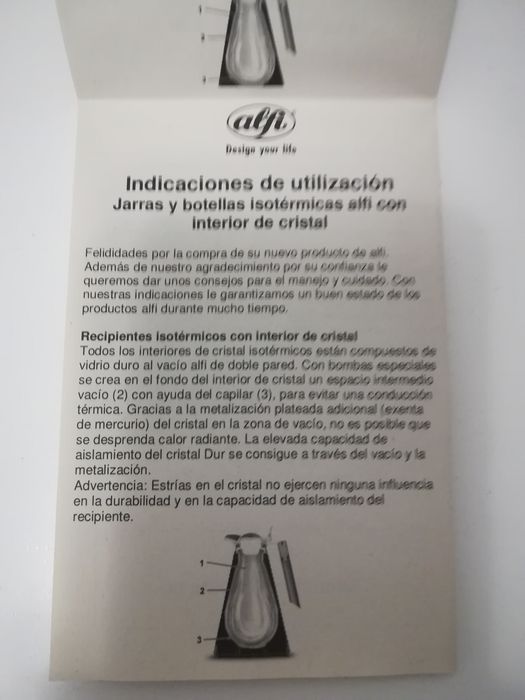 1
2
3
alfi
Design your life
Indicaciones de utilización
Jarras y botellas isotérmicas alfi con
interior de cristal
Felididades por la compra de su nuevo producto de alfi.
Además de nuestro agradecimiento por su confianza le
queremos dar unos consejos para el manejo y cuidado. Con
nuestras indicaciones le garantizamos un buen estado de los
productos alfi durante mucho tiempo.
Recipientes isotérmicos con interior de cristal
Todos los interiores de cristal isotérmicos están compuestos de
vidrio duro al vacío alfi de doble pared. Con bombas especiales
se crea en el fondo del interior de cristal un espacio intermedio
vacío (2) con ayuda del capilar (3), para evitar una conducción
térmica. Gracias a la metalización plateada adicional (exenta
de mercurio) del cristal en la zona de vacío, no es posible que
se desprenda calor radiante. La elevada capacidad de
aislamiento del cristal Dur se consigue a través del vacío y la
metalización.
Advertencia: Estrías en el cristal no ejercen ninguna influencia
en la durabilidad y en la capacidad de aislamiento del
recipiente.
1
2
3